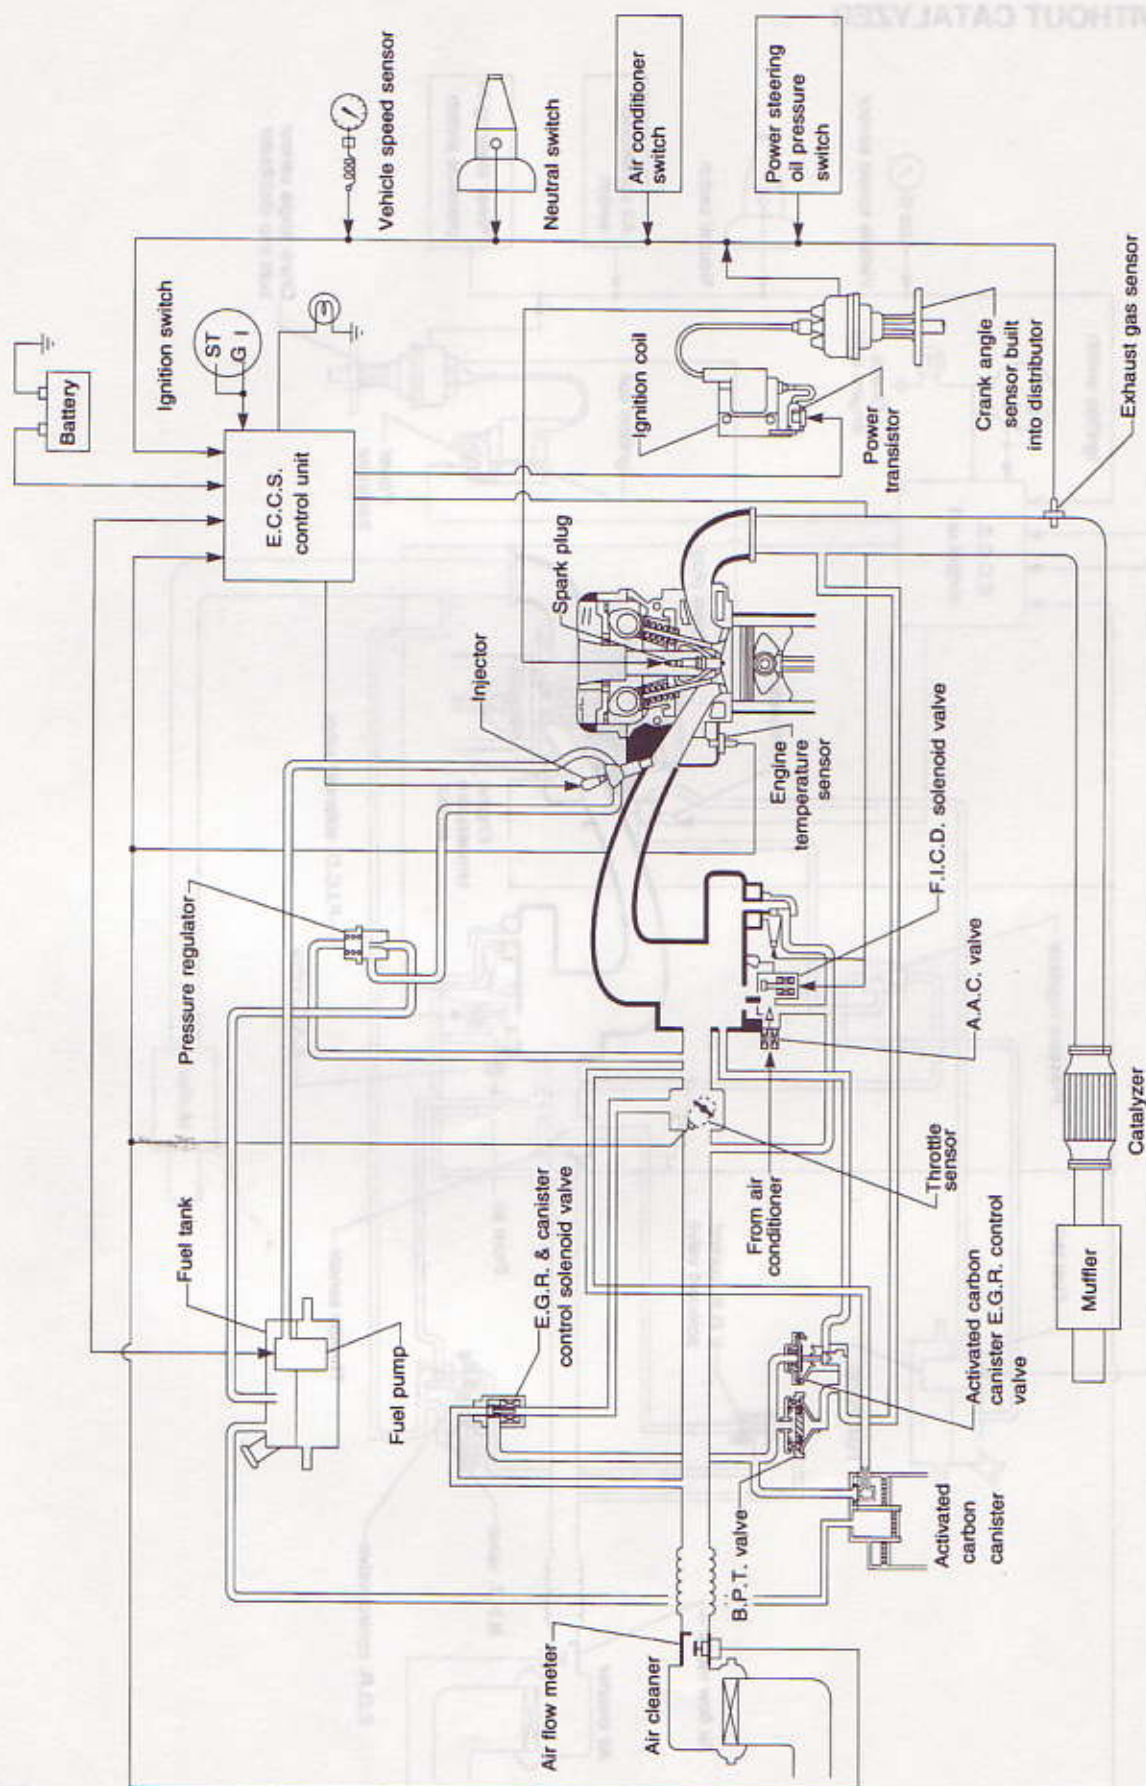 Battery
Ignition switch
ST
G I
E.C.C.S.
control unit
Vehicle speed sensor
Neutral switch
Air conditioner
switch
Power steering
oil pressure
switch
Ignition coil
Power
transistor
Crank angle
sensor built
into distributor
Exhaust gas sensor
Spark plug
Injector
Engine
temperature
sensor
F.I.C.D. solenoid valve
A.A.C. valve
Pressure regulator
Fuel tank
Fuel pump
E.G.R. & canister
control solenoid valve
From air
conditioner
Throttle
sensor
Activated carbon
canister E.G.R. control
valve
Catalyzer
Muffler
B.P.T. valve
Activated
carbon
canister
Air flow meter
Air cleaner
WITHOUT CATALYZER